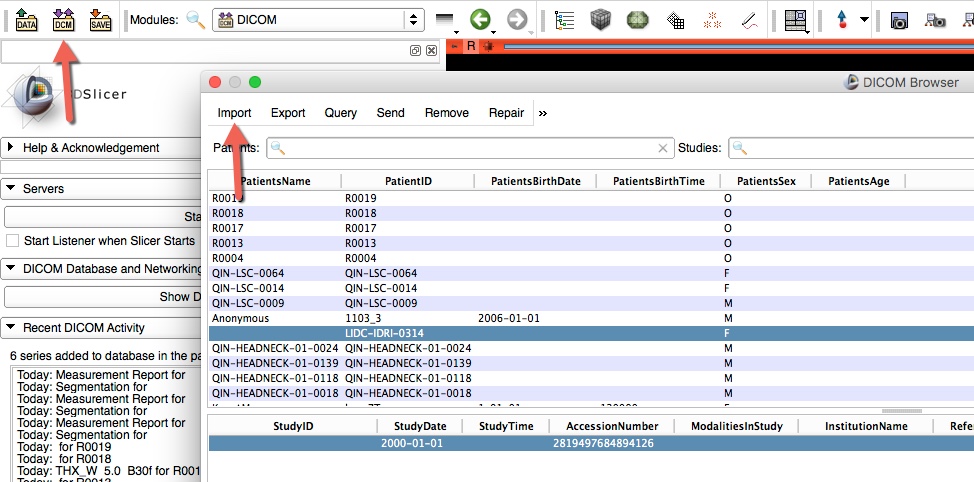 DATA DCM SAVE Modules: DCM DICOM
R
3DSlicer
DICOM Browser
Import Export Query Send Remove Repair »
Help & Acknowledgement
Patients: Studies:
Servers
Sta
Start Listener when Slicer Starts
DICOM Database and Networking
Show D
Recent DICOM Activity
6 series added to database in the pa
Today: Measurement Report for
Today: Segmentation for
Today: Segmentation for
Today: Measurement Report for
Today: Segmentation for
Today: for R0019
Today: for R0018
Today: THX_W 5.0 B30f for R001
Today: for R0013
PatientsName PatientID PatientsBirthDate PatientsBirthTime PatientsSex PatientsAge
R0019 R0019 O
R0018 R0018 O
R0017 R0017 O
R0013 R0013 O
R0004 R0004 O
QIN-LSC-0064 QIN-LSC-0064 F
QIN-LSC-0014 QIN-LSC-0014 F
QIN-LSC-0009 QIN-LSC-0009 M
Anonymous 1103_3 2006-01-01 M
LIDC-IDRI-0314 F
QIN-HEADNECK-01-0024 QIN-HEADNECK-01-0024 M
QIN-HEADNECK-01-0139 QIN-HEADNECK-01-0139 M
QIN-HEADNECK-01-0118 QIN-HEADNECK-01-0118 M
QIN-HEADNECK-01-0018 QIN-HEADNECK-01-0018 M
StudyID StudyDate StudyTime AccessionNumber ModalitiesInStudy InstitutionName Refe
2000-01-01 2819497684894126